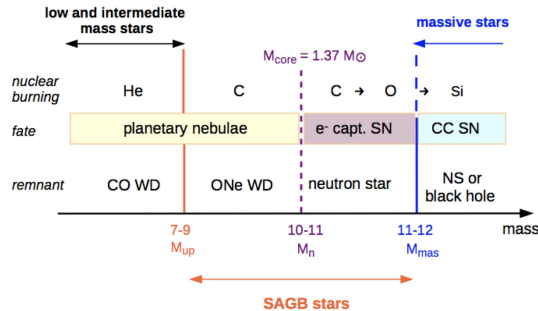 low and intermediate
mass stars
massive stars
M_core = 1.37 M⊙
nuclear
burning
He C C → O → Si
fate planetary nebulae e⁻ capt. SN CC SN
remnant CO WD ONe WD neutron star NS or
black hole
mass
7-9 10-11 11-12
M_up M_n M_mas
SAGB stars